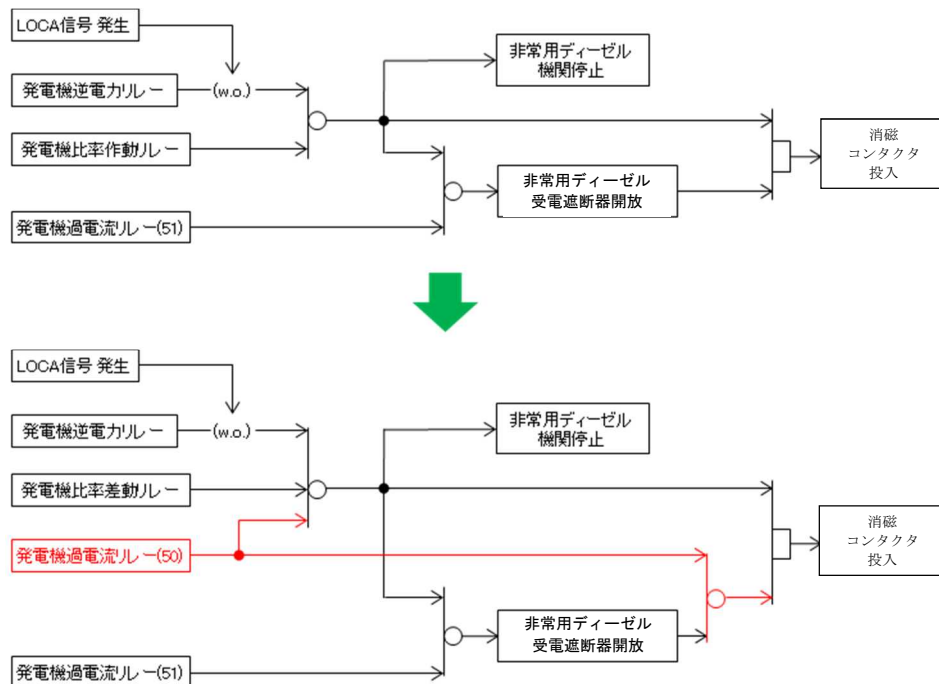 LOCA信号 発生
発電機逆電力リレー
(w.o.)
発電機比率作動リレー
発電機過電流リレー(51)
非常用ディーゼル
機関停止
非常用ディーゼル
受電遮断器開放
消磁
コンタクタ
投入
LOCA信号 発生
発電機逆電力リレー
(w.o.)
発電機比率差動リレー
発電機過電流リレー(50)
発電機過電流リレー(51)
非常用ディーゼル
機関停止
非常用ディーゼル
受電遮断器開放
消磁
コンタクタ
投入